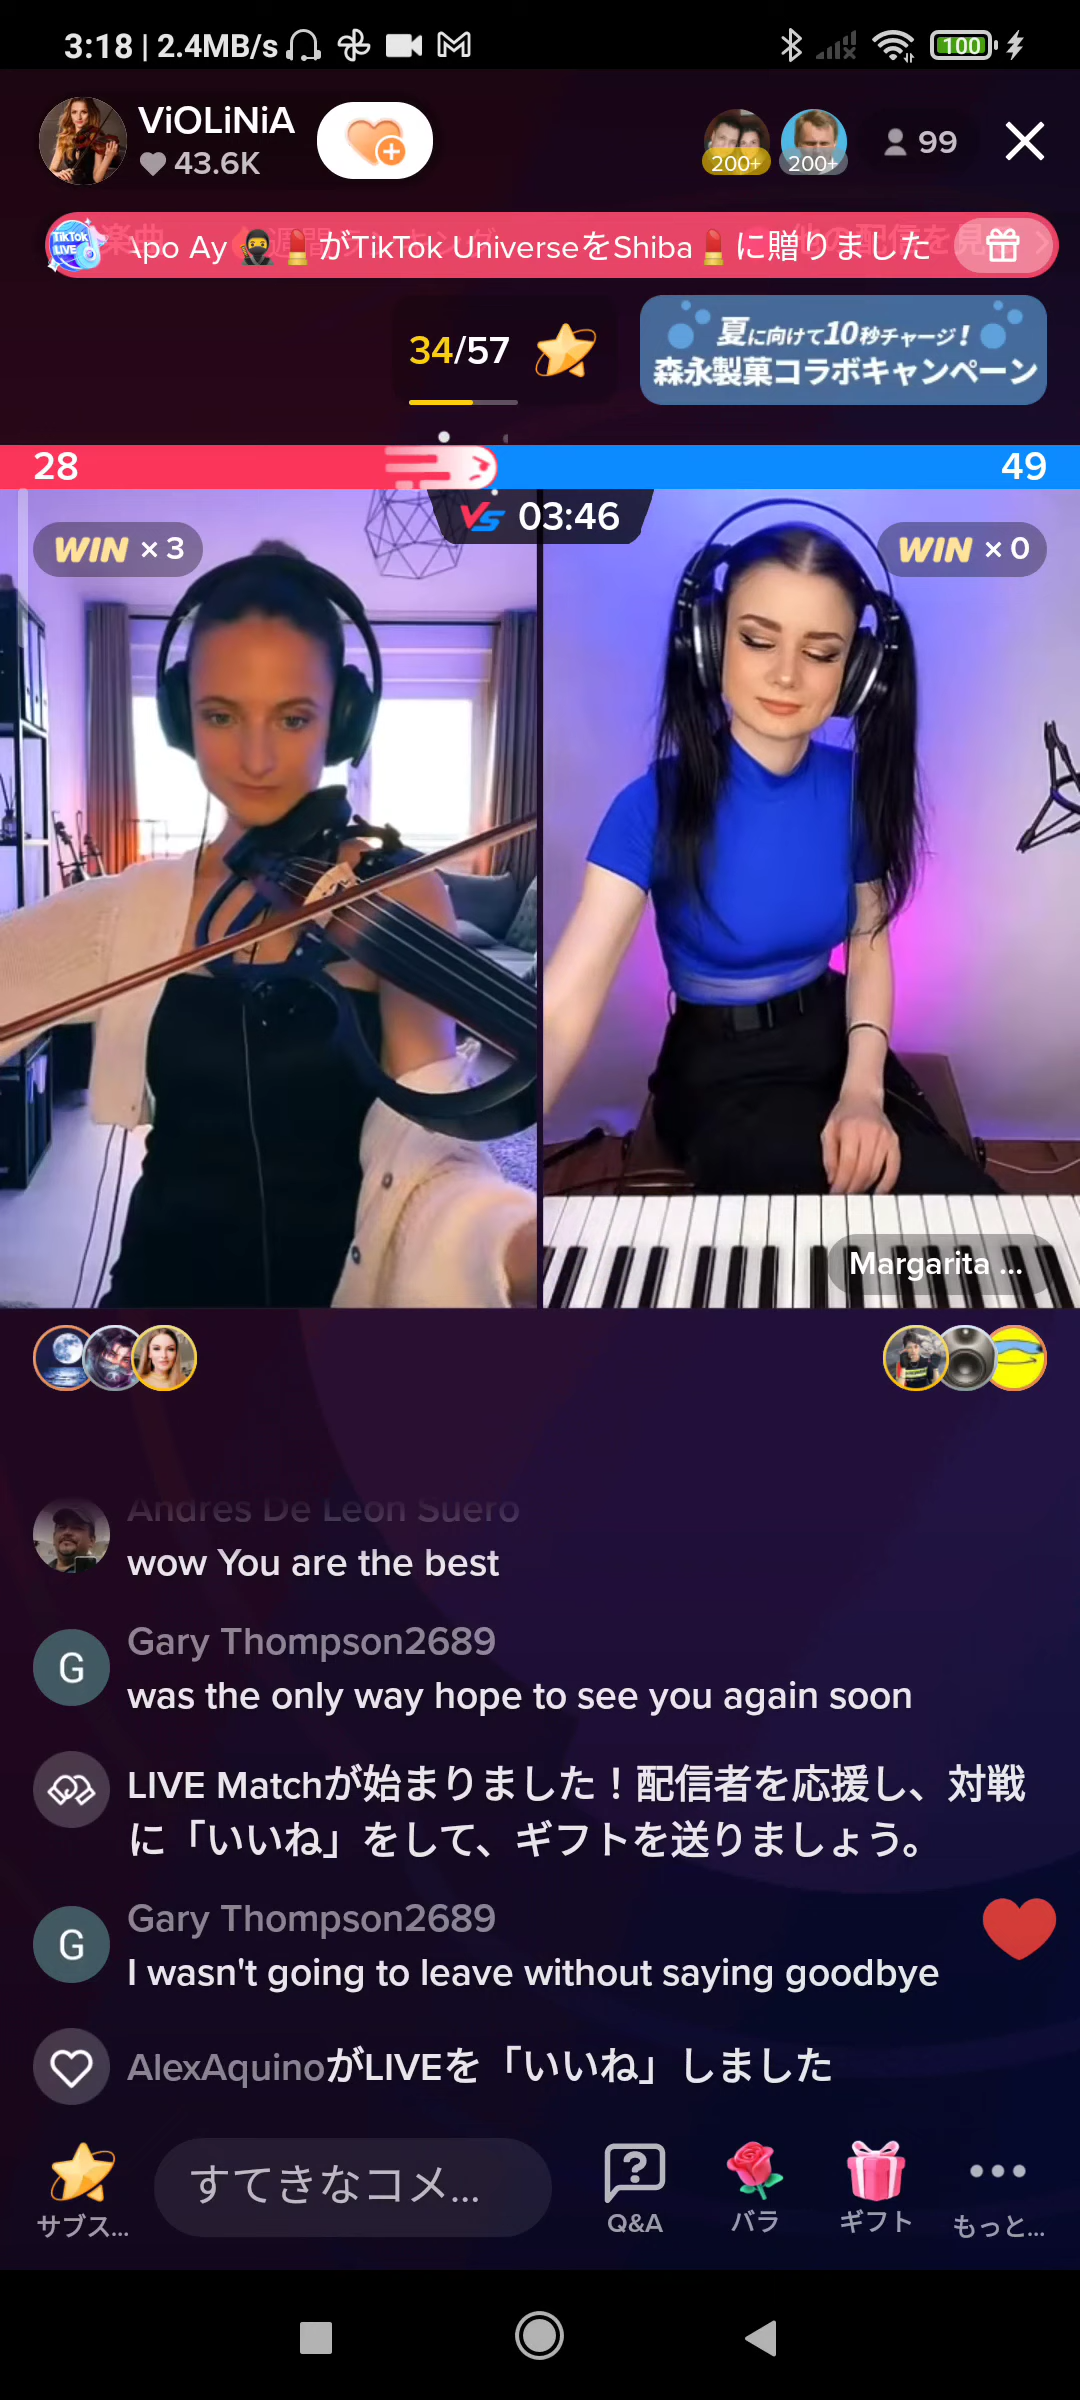 3:18 | 2.4MB/s
100
ViOLiNiA
43.6K
200+
200+
99
TikTok LIVE
Apo Ay 🥷💄がTikTok UniverseをShiba💄に贈りました
34/57
夏に向けて10秒チャージ！
森永製菓コラボキャンペーン
28
49
VS 03:46
WIN × 3
WIN × 0
Margarita ...
Andres De Leon Suero
wow You are the best
G
Gary Thompson2689
was the only way hope to see you again soon
LIVE Matchが始まりました！配信者を応援し、対戦
に「いいね」をして、ギフトを送りましょう。
G
Gary Thompson2689
I wasn't going to leave without saying goodbye
AlexAquinoがLIVEを「いいね」しました
すてきなコメ...
サブス...
Q&A
バラ
ギフト
もっと...